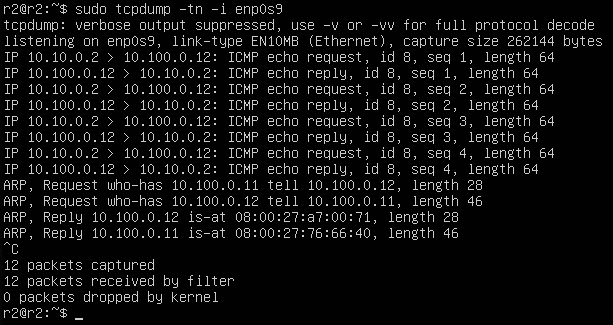 r2@r2:~$ sudo tcpdump -tn -i enp0s9
tcpdump: verbose output suppressed, use -v or -vv for full protocol decode
listening on enp0s9, link-type EN10MB (Ethernet), capture size 262144 bytes
IP 10.10.0.2 > 10.100.0.12: ICMP echo request, id 8, seq 1, length 64
IP 10.100.0.12 > 10.10.0.2: ICMP echo reply, id 8, seq 1, length 64
IP 10.10.0.2 > 10.100.0.12: ICMP echo request, id 8, seq 2, length 64
IP 10.100.0.12 > 10.10.0.2: ICMP echo reply, id 8, seq 2, length 64
IP 10.10.0.2 > 10.100.0.12: ICMP echo request, id 8, seq 3, length 64
IP 10.100.0.12 > 10.10.0.2: ICMP echo reply, id 8, seq 3, length 64
IP 10.10.0.2 > 10.100.0.12: ICMP echo request, id 8, seq 4, length 64
IP 10.100.0.12 > 10.10.0.2: ICMP echo reply, id 8, seq 4, length 64
ARP, Request who-has 10.100.0.11 tell 10.100.0.12, length 28
ARP, Request who-has 10.100.0.12 tell 10.100.0.11, length 46
ARP, Reply 10.100.0.12 is-at 08:00:27:a7:00:71, length 28
ARP, Reply 10.100.0.11 is-at 08:00:27:76:66:40, length 46
^C
12 packets captured
12 packets received by filter
0 packets dropped by kernel
r2@r2:~$ _